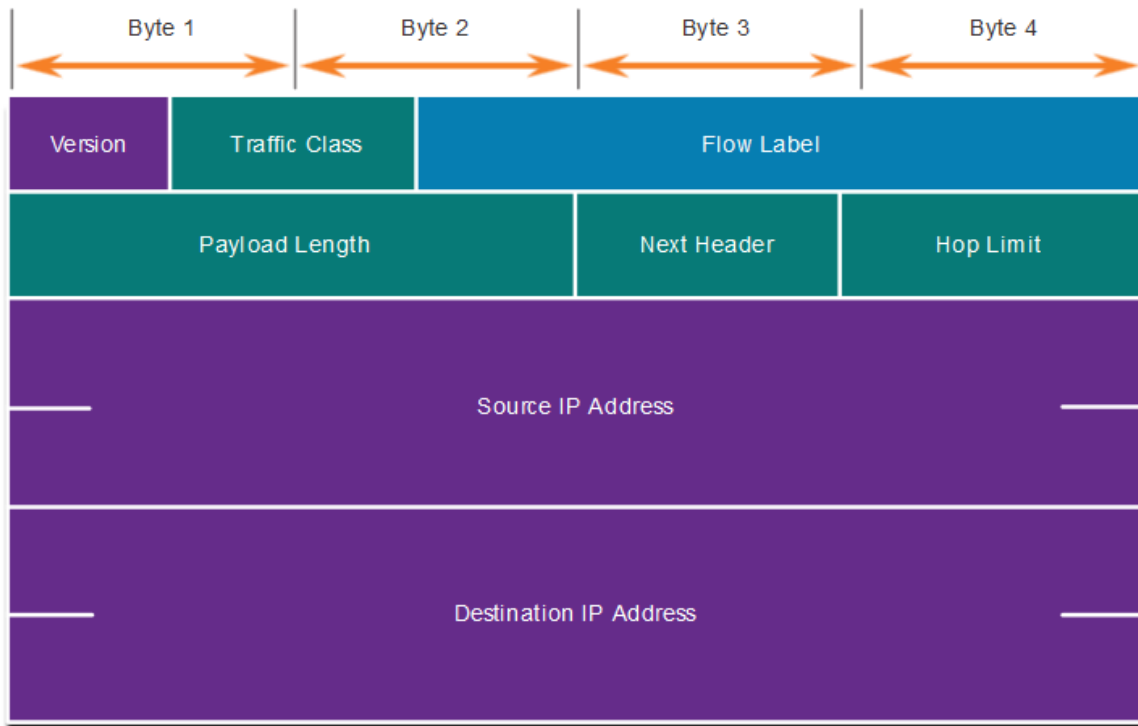 Byte 1 Byte 2 Byte 3 Byte 4
Version Traffic Class Flow Label
Payload Length Next Header Hop Limit
Source IP Address
Destination IP Address